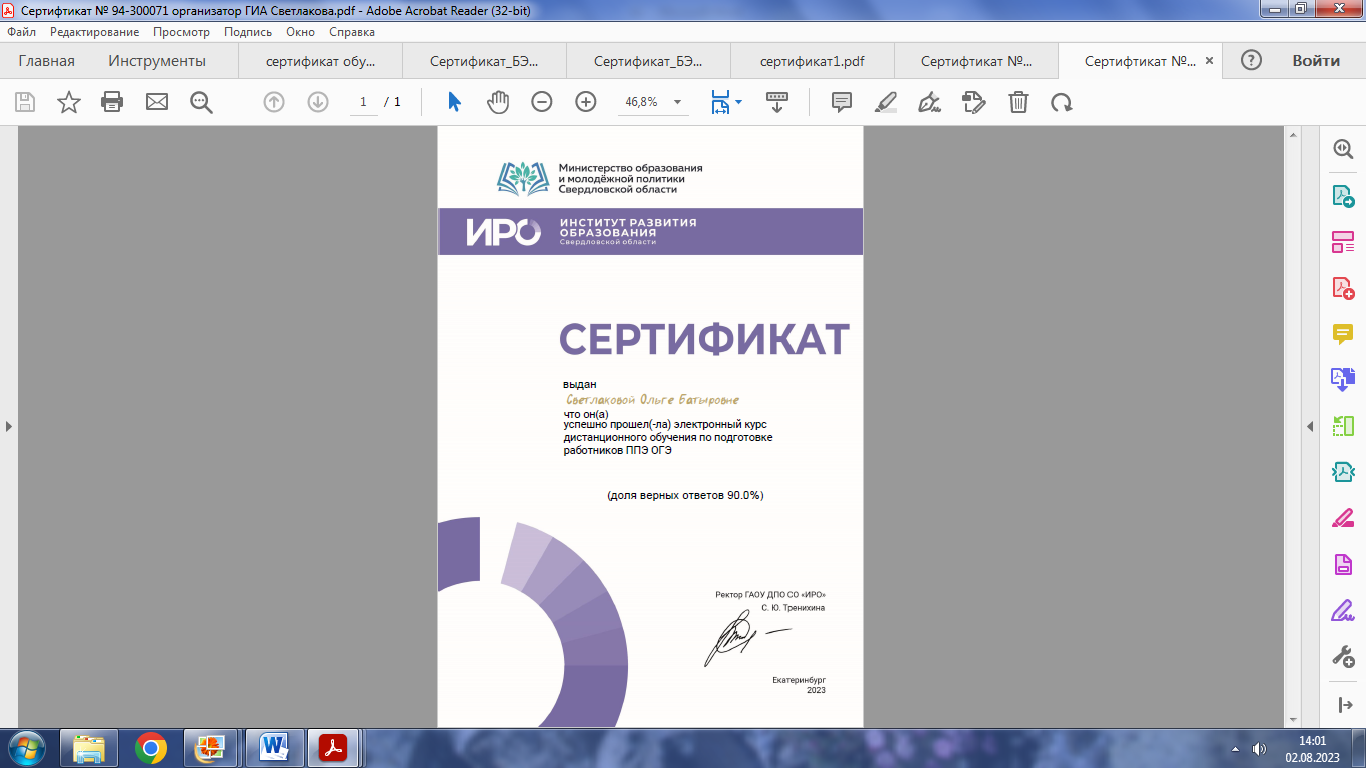 Сертифтикат № 94-300071 организатор ГИА Светлакова.pdf - Adobe Acrobat Reader (32-bit)
Файл Редактирование Просмотр Подпись Окно Справка
Главная Инструменты сертификат обу... Сертификат_БЭ... Сертификат_БЭ... сертификат1.pdf Сертифтикат №... Сертифтикат №... Войти
1 / 1 46,8%
Министерство образования
и молодёжной политики
Свердловской области
ИРО
ИНСТИТУТ РАЗВИТИЯ
ОБРАЗОВАНИЯ
Свердловской области
СЕРТИФИКАТ
выдан
Светлаковой Ольге Батыровне
что он(а)
успешно прошел(-ла) электронный курс
дистанционного обучения по подготовке
работников ППЭ ОГЭ
(доля верных ответов 90.0%)
Ректор ГАОУ ДПО СО «ИРО»
С. Ю. Тренихина
Екатеринбург
2023
14:01
02.08.2023